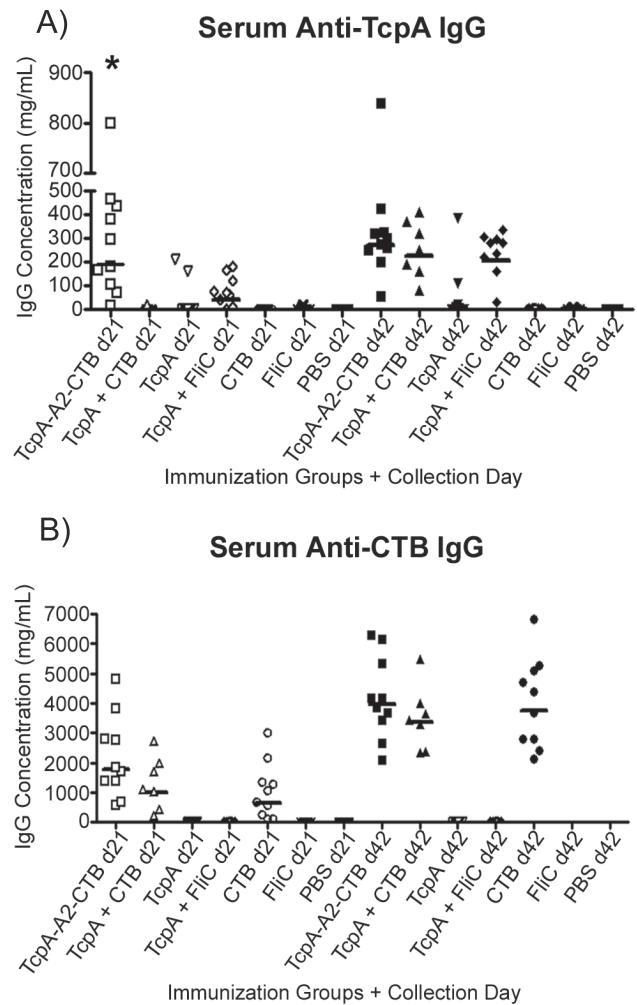 A)
Serum Anti-TcpA IgG
*
IgG Concentration (mg/mL)
900
800
700
500
400
300
200
100
0
TcpA-A2-CTB d21
TcpA + CTB d21
TcpA d21
TcpA + FliC d21
CTB d21
FliC d21
PBS d21
TcpA-A2-CTB d42
TcpA + CTB d42
TcpA d42
TcpA + FliC d42
CTB d42
FliC d42
PBS d42
Immunization Groups + Collection Day
B)
Serum Anti-CTB IgG
IgG Concentration (mg/mL)
7000
6000
5000
4000
3000
2000
1000
0
TcpA-A2-CTB d21
TcpA + CTB d21
TcpA d21
TcpA + FliC d21
CTB d21
FliC d21
PBS d21
TcpA-A2-CTB d42
TcpA + CTB d42
TcpA d42
TcpA + FliC d42
CTB d42
FliC d42
PBS d42
Immunization Groups + Collection Day